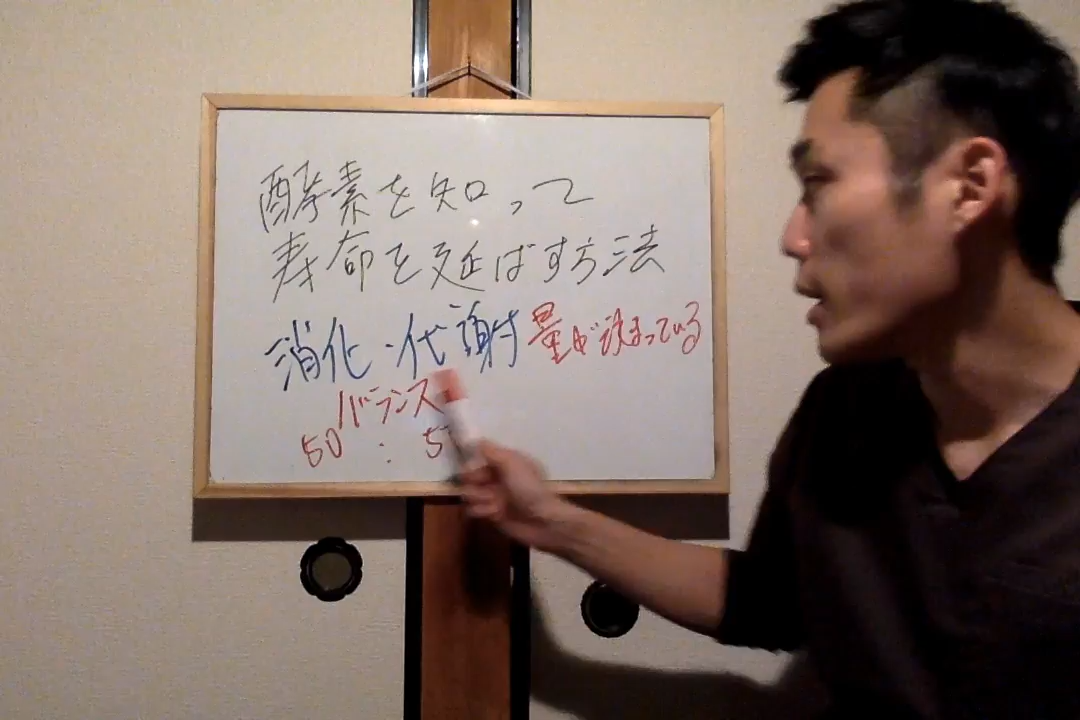 酵素を知って
寿命を延ばす方法
消化・代謝 量が決まっている
バランス
50 : 5